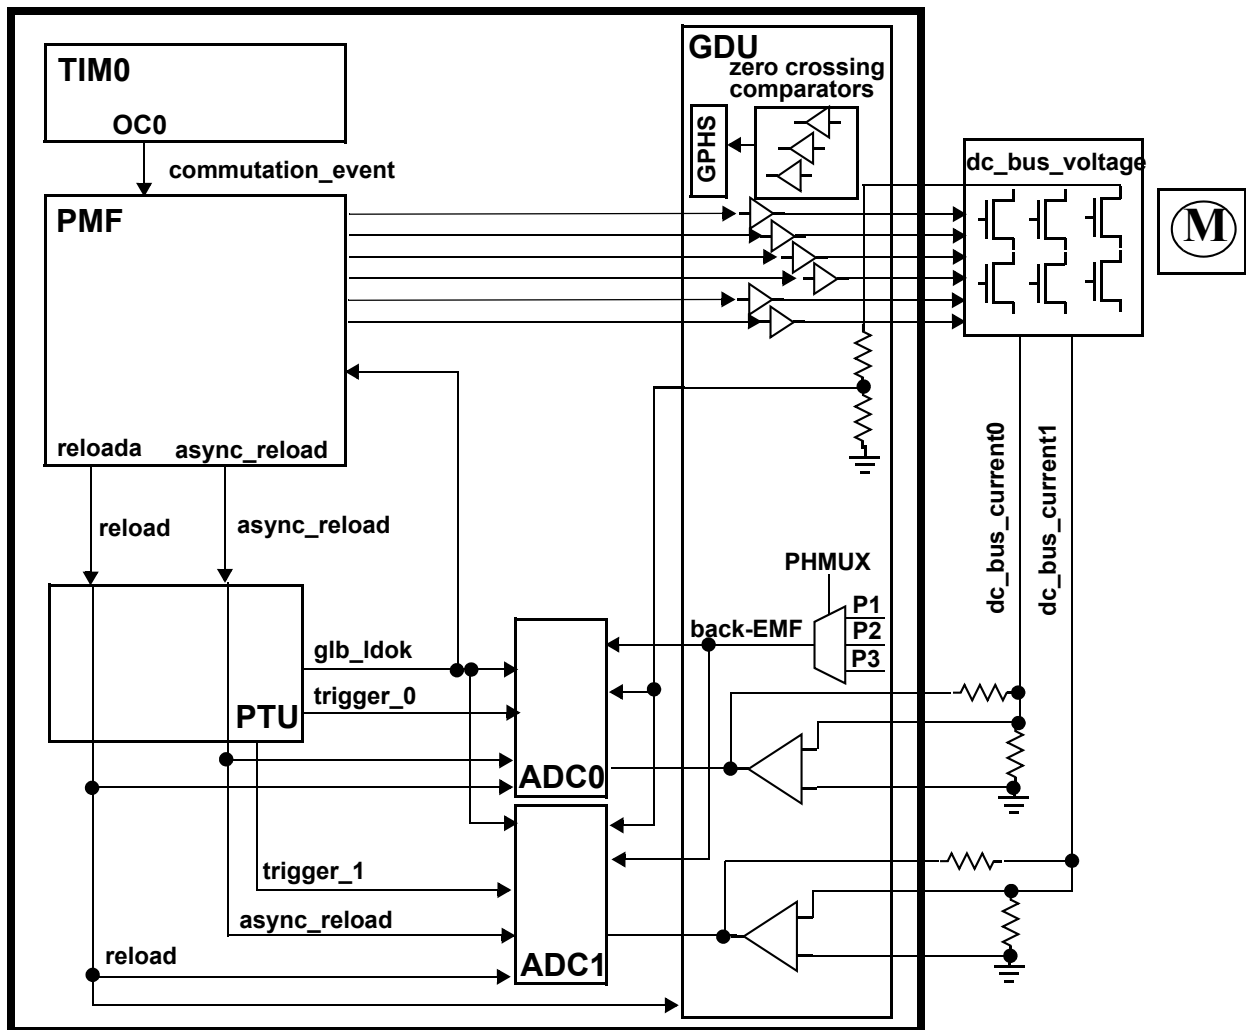 TIM0
OC0
commutation_event
PMF
reloada
async_reload
reload
async_reload
glb_ldok
trigger_0
PTU
ADC0
trigger_1
async_reload
reload
ADC1
GDU
zero crossing
comparators
GPHS
PHMUX
P1
back-EMF
P2
P3
dc_bus_voltage
M
dc_bus_current0
dc_bus_current1